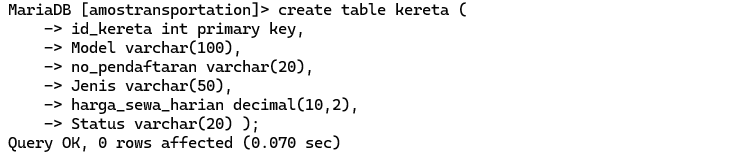 MariaDB [amostransportation]> create table kereta (
    -> id_kereta int primary key,
    -> Model varchar(100),
    -> no_pendaftaran varchar(20),
    -> Jenis varchar(50),
    -> harga_sewa_harian decimal(10,2),
    -> Status varchar(20) );
Query OK, 0 rows affected (0.070 sec)